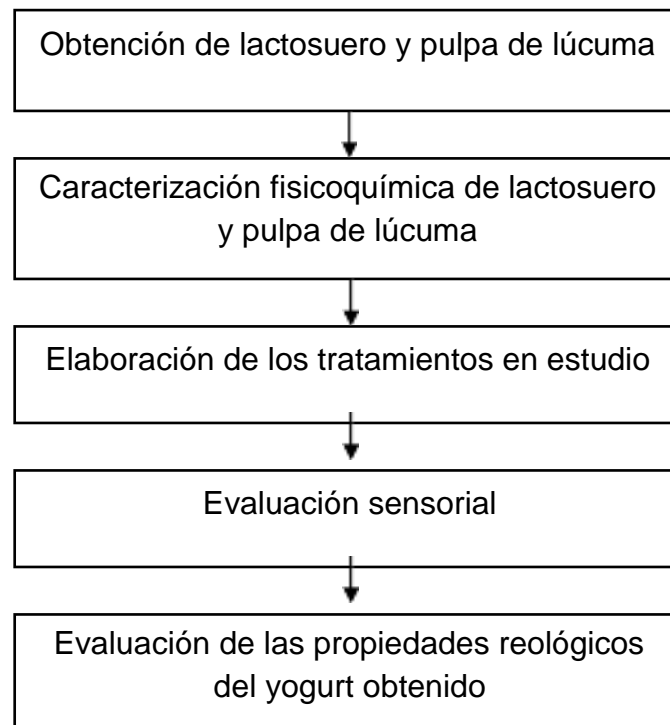 Obtención de lactosuero y pulpa de lúcuma
Caracterización fisicoquímica de lactosuero
y pulpa de lúcuma
Elaboración de los tratamientos en estudio
Evaluación sensorial
Evaluación de las propiedades reológicos
del yogurt obtenido